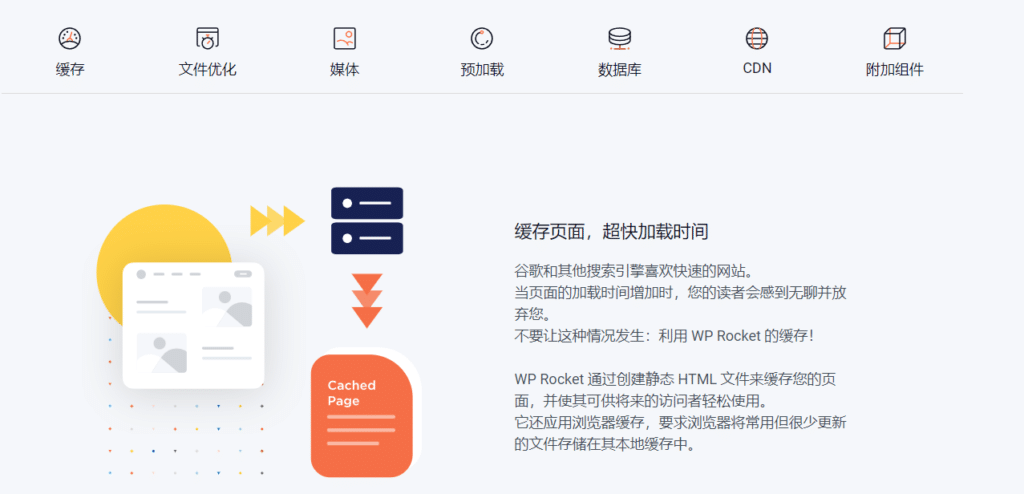 缓存
文件优化
媒体
预加载
数据库
CDN
附加组件
缓存页面，超快加载时间
谷歌和其他搜索引擎喜欢快速的网站。
当页面的加载时间增加时，您的读者会感到无聊并放
弃您。
不要让这种情况发生：利用 WP Rocket 的缓存！
WP Rocket 通过创建静态 HTML 文件来缓存您的页
面，并使其可供将来的访问者轻松使用。
它还应用浏览器缓存，要求浏览器将常用但很少更新
的文件存储在其本地缓存中。
Cached
Page